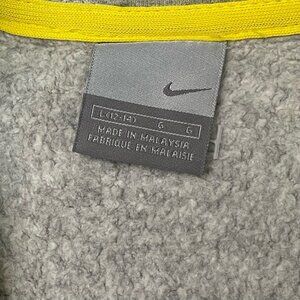 L(12-14) G G
MADE IN MALAYSIA
FABRIQUE EN MALAISIE